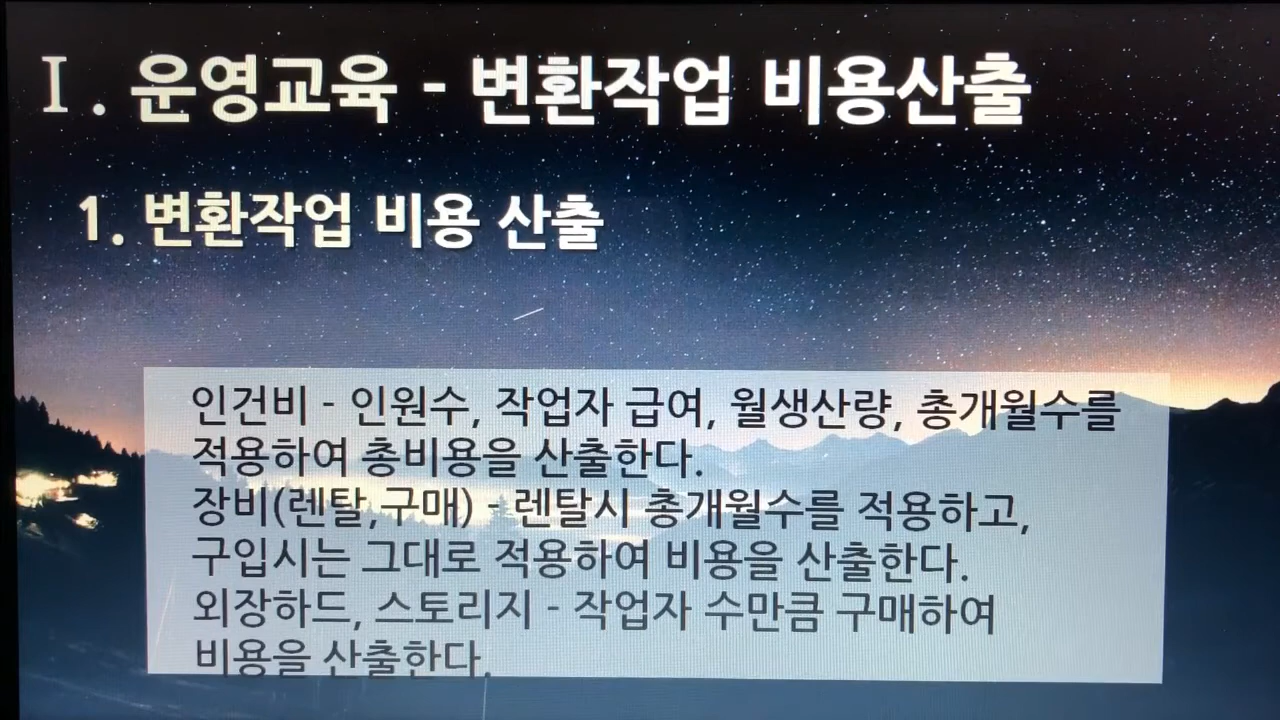 Ⅰ. 운영교육 - 변환작업 비용산출
1. 변환작업 비용 산출
인건비 - 인원수, 작업자 급여, 월생산량, 총개월수를
적용하여 총비용을 산출한다.
장비(렌탈,구매) - 렌탈시 총개월수를 적용하고,
구입시는 그대로 적용하여 비용을 산출한다.
외장하드, 스토리지 - 작업자 수만큼 구매하여
비용을 산출한다.